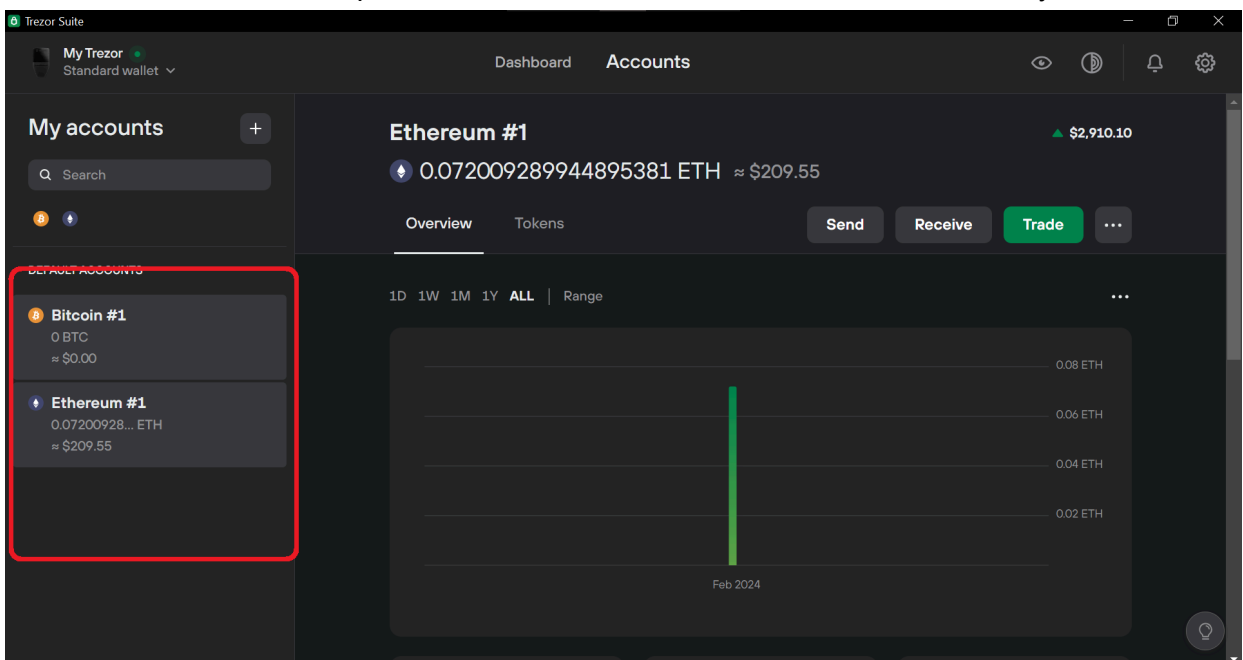 Trezor Suite
My Trezor
Standard wallet
Dashboard Accounts
My accounts
+
Search
DEFAULT ACCOUNTS
Bitcoin #1
0 BTC
≈ $0.00
Ethereum #1
0.07200928... ETH
≈ $209.55
Ethereum #1
$2,910.10
0.072009289944895381 ETH ≈ $209.55
Overview Tokens Send Receive Trade ...
1D 1W 1M 1Y ALL | Range ...
0.08 ETH
0.06 ETH
0.04 ETH
0.02 ETH
Feb 2024